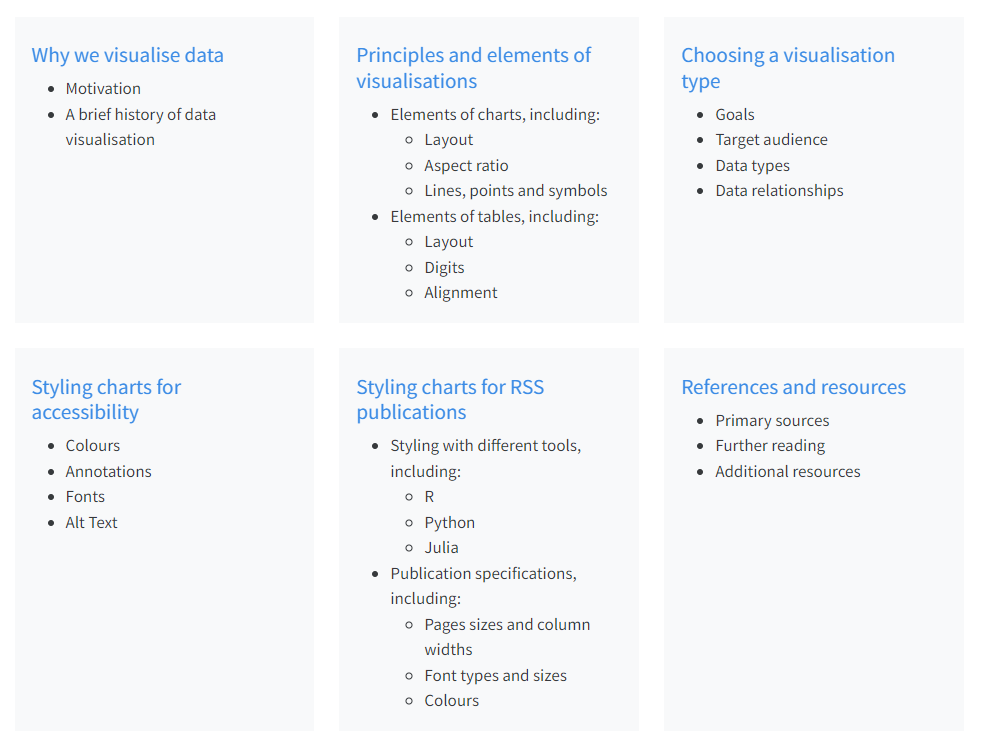 Why we visualise data
Motivation
A brief history of data
visualisation
Principles and elements of
visualisations
Elements of charts, including:
Layout
Aspect ratio
Lines, points and symbols
Elements of tables, including:
Layout
Digits
Alignment
Choosing a visualisation
type
Goals
Target audience
Data types
Data relationships
Styling charts for
accessibility
Colours
Annotations
Fonts
Alt Text
Styling charts for RSS
publications
Styling with different tools,
including:
R
Python
Julia
Publication specifications,
including:
Pages sizes and column
widths
Font types and sizes
Colours
References and resources
Primary sources
Further reading
Additional resources